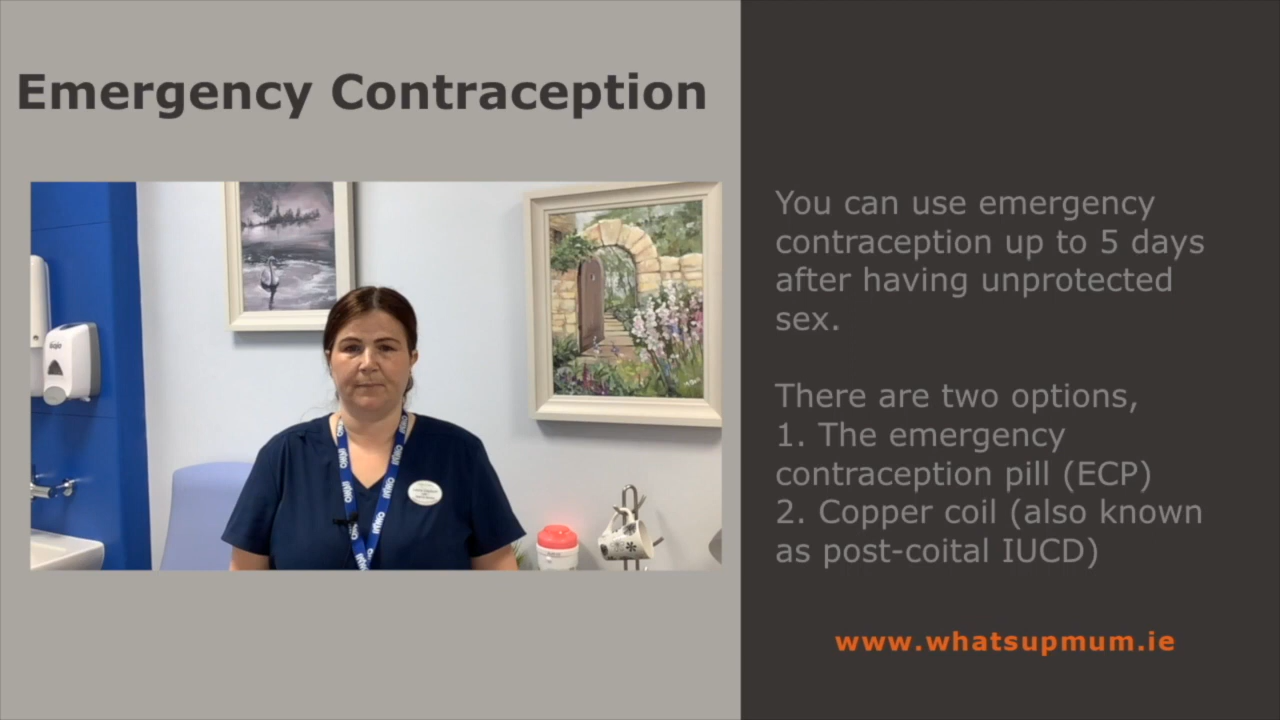 Emergency Contraception
You can use emergency
contraception up to 5 days
after having unprotected
sex.
There are two options,
1. The emergency
contraception pill (ECP)
2. Copper coil (also known
as post-coital IUCD)
www.whatsupmum.ie